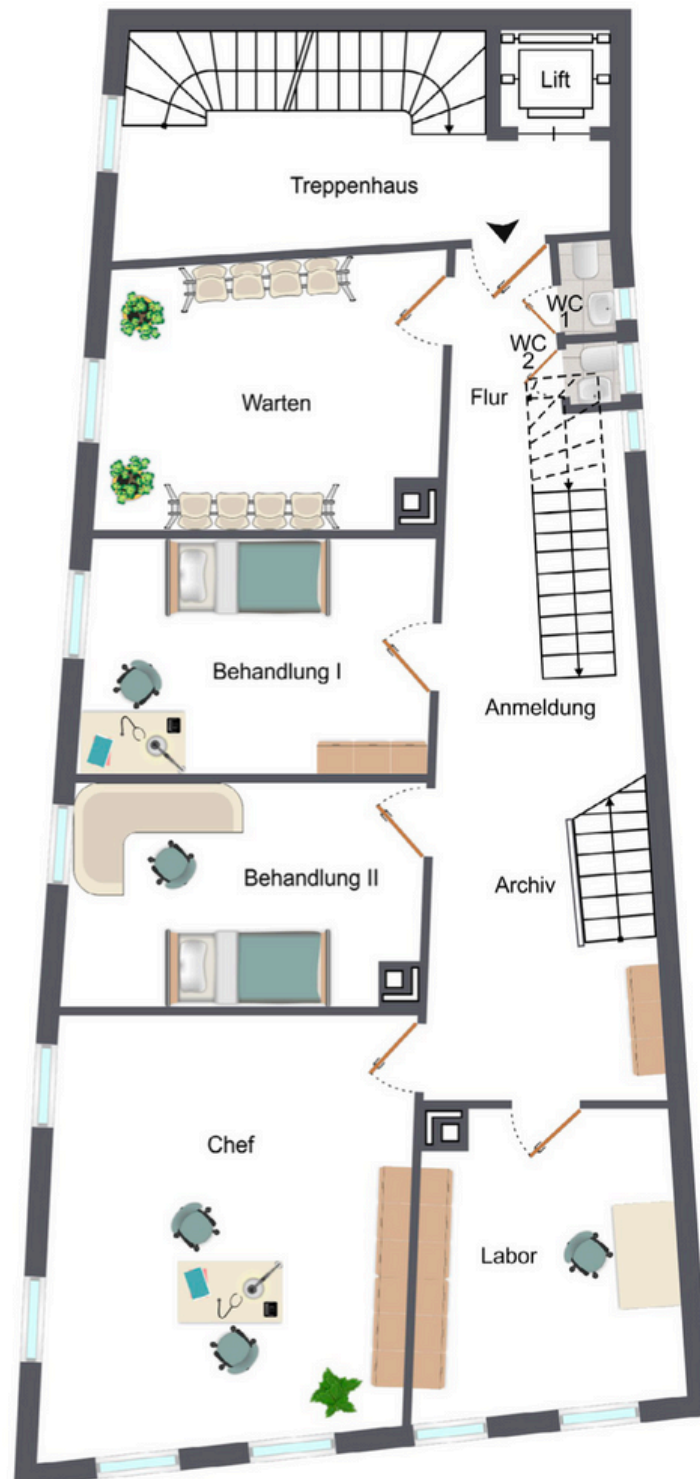 Lift
Treppenhaus
WC
1
WC
2
Warten
Flur
Behandlung I
Anmeldung
Behandlung II
Archiv
Chef
Labor